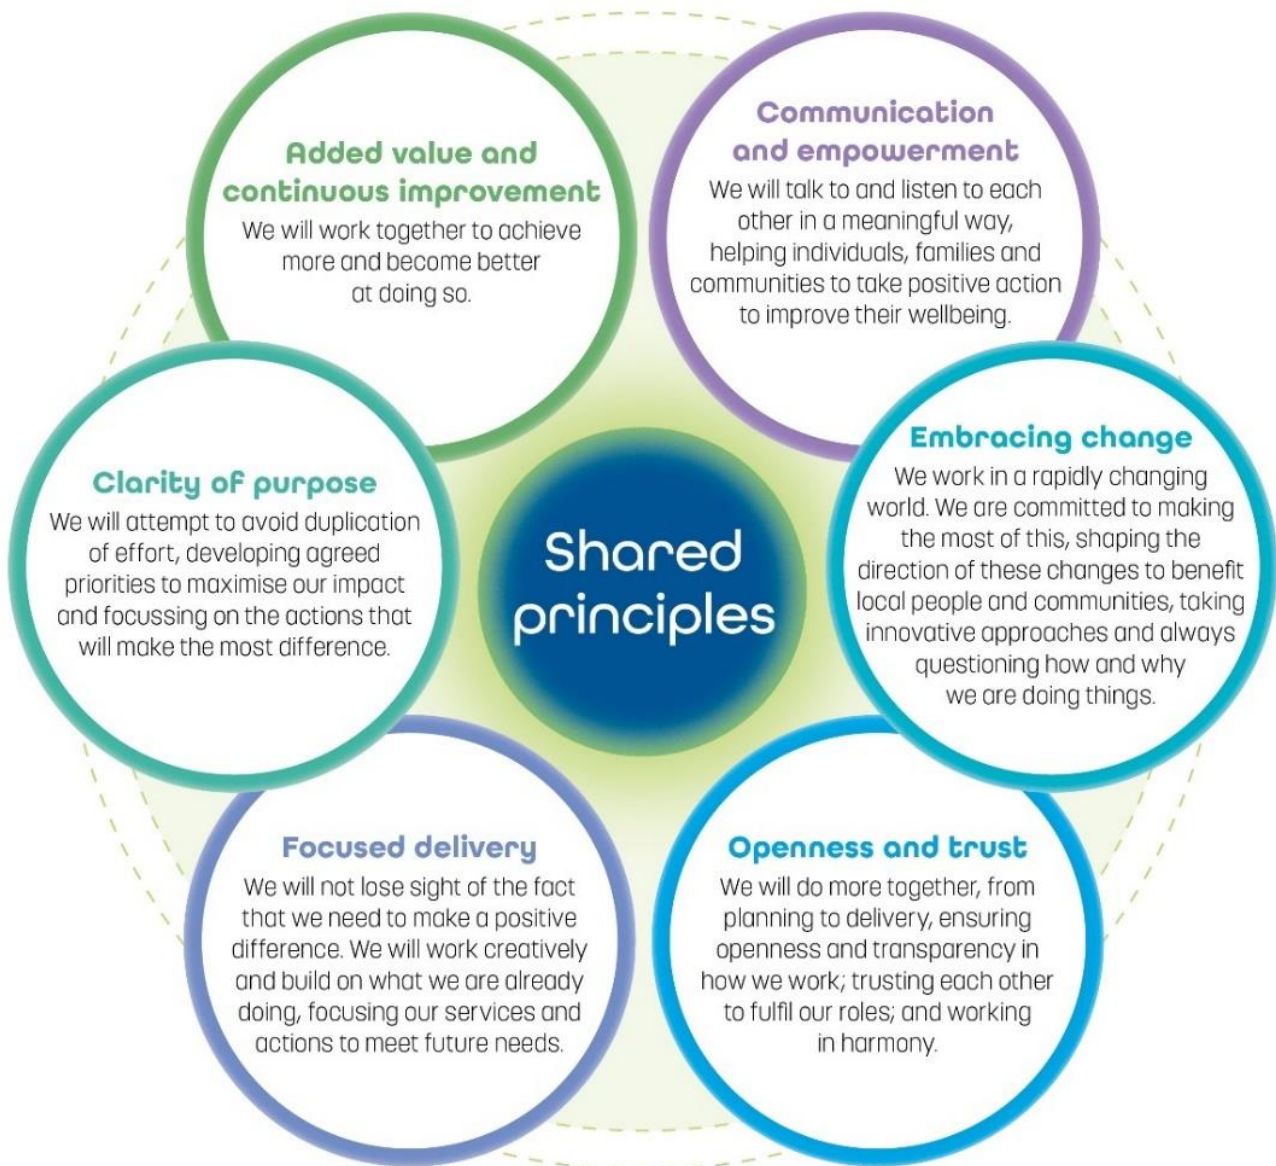 Added value and
continuous improvement
We will work together to achieve
more and become better
at doing so.
Communication
and empowerment
We will talk to and listen to each
other in a meaningful way,
helping individuals, families and
communities to take positive action
to improve their wellbeing.
Clarity of purpose
We will attempt to avoid duplication
of effort, developing agreed
priorities to maximise our impact
and focussing on the actions that
will make the most difference.
Shared
principles
Embracing change
We work in a rapidly changing
world. We are committed to making
the most of this, shaping the
direction of these changes to benefit
local people and communities, taking
innovative approaches and always
questioning how and why
we are doing things.
Focused delivery
We will not lose sight of the fact
that we need to make a positive
difference. We will work creatively
and build on what we are already
doing, focusing our services and
actions to meet future needs.
Openness and trust
We will do more together, from
planning to delivery, ensuring
openness and transparency in
how we work; trusting each other
to fulfil our roles; and working
in harmony.